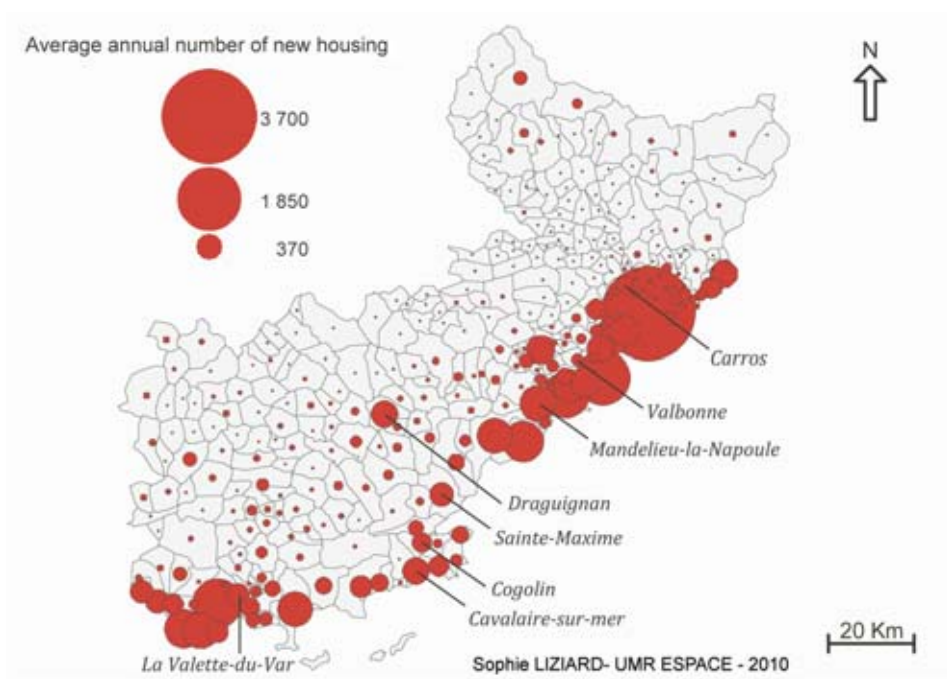 Average annual number of new housing
3 700
1 850
370
N
Carros
Valbonne
Mandelieu-la-Napoule
Draguignan
Sainte-Maxime
Cogolin
Cavalaire-sur-mer
La Valette-du-Var
20 Km
Sophie LIZIARD- UMR ESPACE - 2010